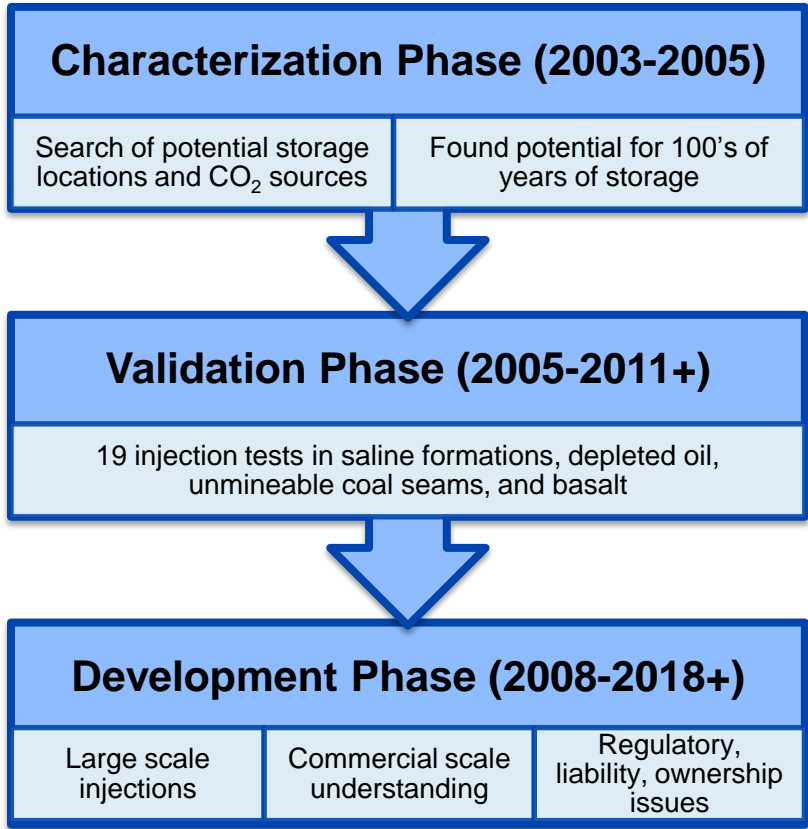 Characterization Phase (2003-2005)
Search of potential storage
locations and CO₂ sources
Found potential for 100’s of
years of storage
Validation Phase (2005-2011+)
19 injection tests in saline formations, depleted oil,
unmineable coal seams, and basalt
Development Phase (2008-2018+)
Large scale
injections
Commercial scale
understanding
Regulatory,
liability, ownership
issues